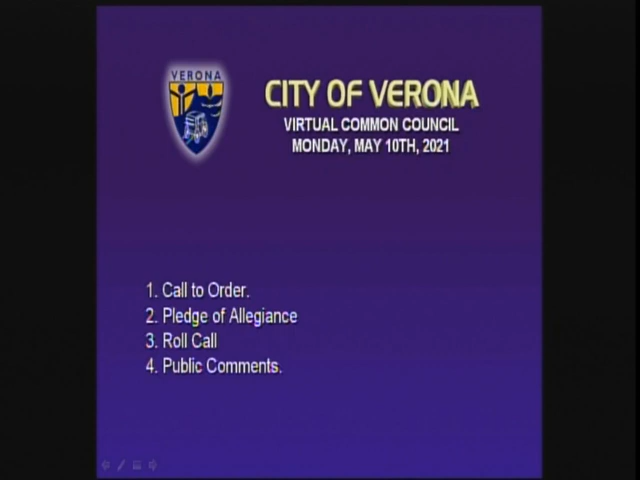 VERONA
CITY OF VERONA
VIRTUAL COMMON COUNCIL
MONDAY, MAY 10TH, 2021
1. Call to Order.
2. Pledge of Allegiance
3. Roll Call
4. Public Comments.